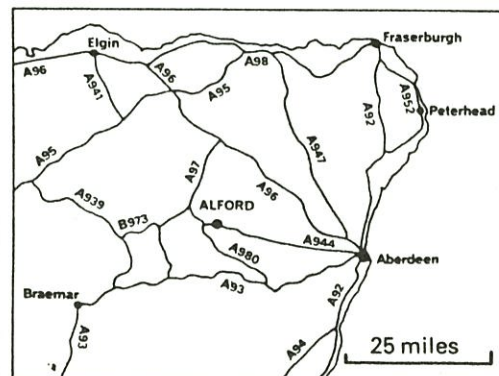 Fraserburgh
Elgin
A98
A96
A96
A941
A95
A952
A92
Peterhead
A947
A95
A97
A96
A939
ALFORD
B973
A944
A980
Aberdeen
A93
Braemar
A92
A93
A94
25 miles